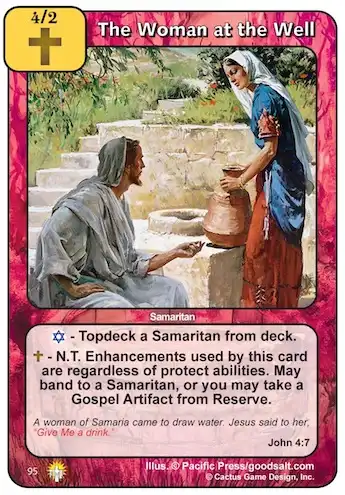 4/2
The Woman at the Well
Samaritan
- Topdeck a Samaritan from deck.
- N.T. Enhancements used by this card
are regardless of protect abilities. May
band to a Samaritan, or you may take a
Gospel Artifact from Reserve.
A woman of Samaria came to draw water. Jesus said to her,
“Give Me a drink.”
John 4:7
Illus. © Pacific Press/goodsalt.com
95
© Cactus Game Design, Inc.